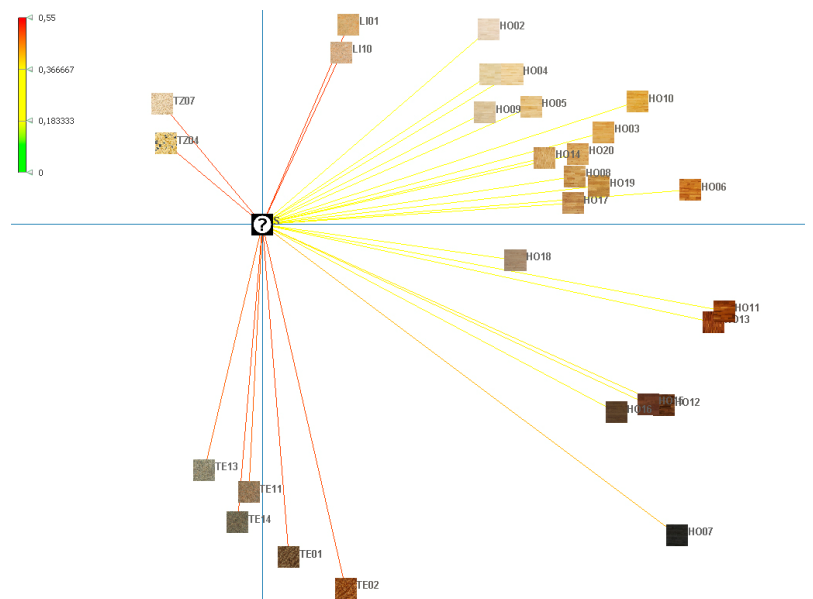 0,55
0,366667
0,183333
0
LI01
LI10
HO02
HO04
TZ07
HO09
HO05
HO10
TZ04
HO03
HO14
HO20
HO08
HO19
HO06
HO17
?
S
HO18
HO11
HO16
HO12
TE13
TE11
TE14
HO07
TE01
TE02